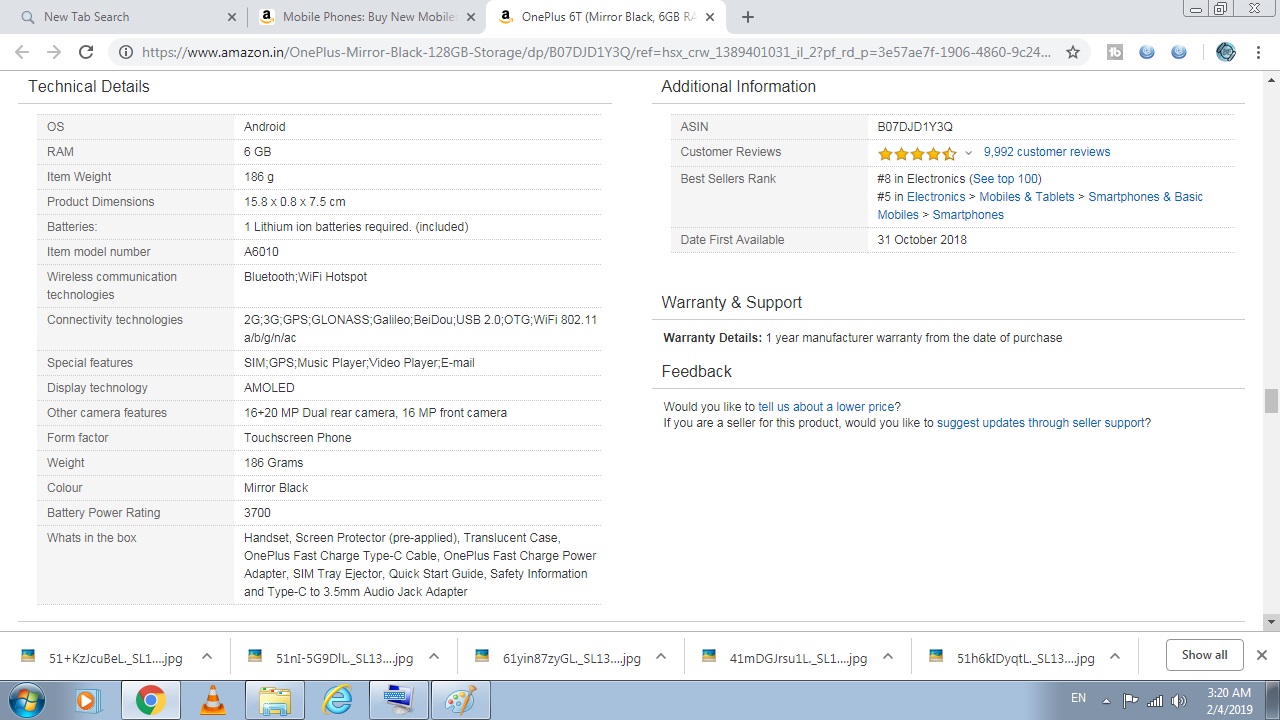 New Tab Search
Mobile Phones: Buy New Mobile
OnePlus 6T (Mirror Black, 6GB RA
https://www.amazon.in/OnePlus-Mirror-Black-128GB-Storage/dp/B07DJD1Y3Q/ref=hsx_crw_1389401031_il_2?pf_rd_p=3e57ae7f-1906-4860-9c24...
Technical Details
OS Android
RAM 6 GB
Item Weight 186 g
Product Dimensions 15.8 x 0.8 x 7.5 cm
Batteries: 1 Lithium ion batteries required. (included)
Item model number A6010
Wireless communication Bluetooth;WiFi Hotspot
technologies
Connectivity technologies 2G;3G;GPS;GLONASS;Galileo;BeiDou;USB 2.0;OTG;WiFi 802.11
a/b/g/n/ac
Special features SIM;GPS;Music Player;Video Player;E-mail
Display technology AMOLED
Other camera features 16+20 MP Dual rear camera, 16 MP front camera
Form factor Touchscreen Phone
Weight 186 Grams
Colour Mirror Black
Battery Power Rating 3700
Whats in the box Handset, Screen Protector (pre-applied), Translucent Case,
OnePlus Fast Charge Type-C Cable, OnePlus Fast Charge Power
Adapter, SIM Tray Ejector, Quick Start Guide, Safety Information
and Type-C to 3.5mm Audio Jack Adapter
Additional Information
ASIN B07DJD1Y3Q
Customer Reviews 9,992 customer reviews
Best Sellers Rank #8 in Electronics (See top 100)
#5 in Electronics > Mobiles & Tablets > Smartphones & Basic
Mobiles > Smartphones
Date First Available 31 October 2018
Warranty & Support
Warranty Details: 1 year manufacturer warranty from the date of purchase
Feedback
Would you like to tell us about a lower price?
If you are a seller for this product, would you like to suggest updates through seller support?
51+KzJcuBeL._SL1....jpg
51nI-5G9DlL._SL13....jpg
61yin87zyGL._SL13....jpg
41mDGJrsu1L._SL1....jpg
51h6kIDyqtL._SL13....jpg
Show all
EN
3:20 AM
2/4/2019